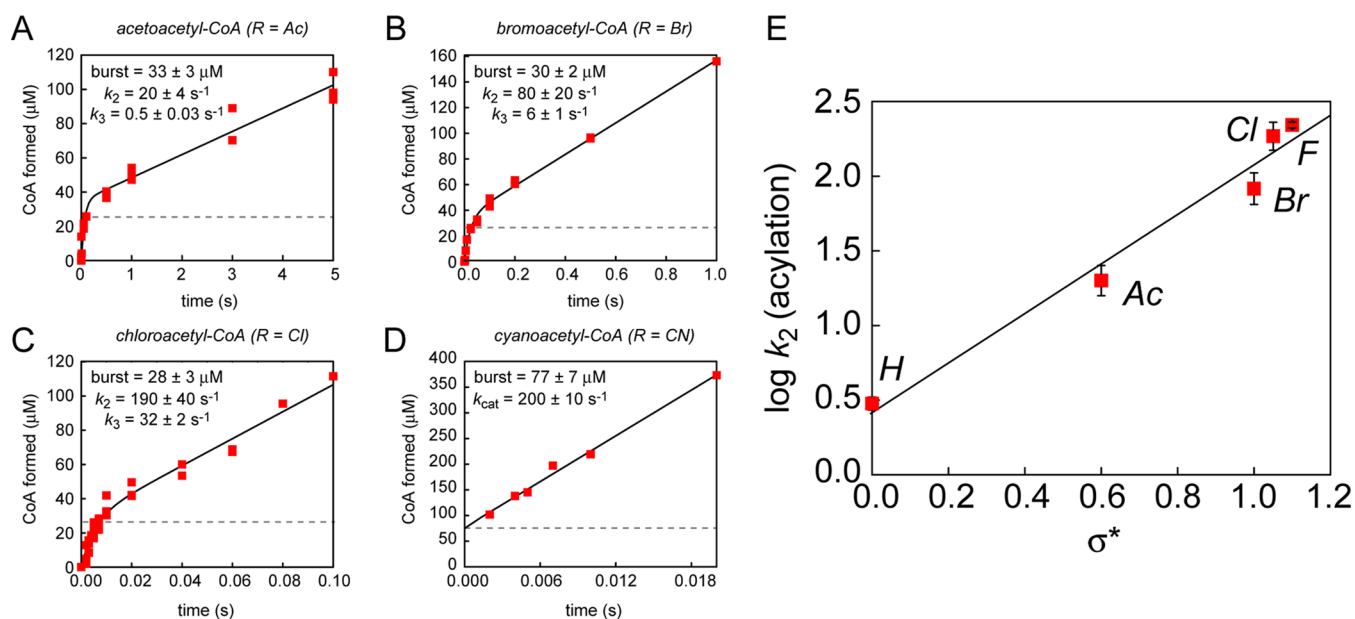 A
acetoacetyl-CoA (R = Ac)
burst = 33 ± 3 μM
k2 = 20 ± 4 s-1
k3 = 0.5 ± 0.03 s-1
CoA formed (μM)
120
100
80
60
40
20
0
0 1 2 3 4 5
time (s)
B
bromoacetyl-CoA (R = Br)
burst = 30 ± 2 μM
k2 = 80 ± 20 s-1
k3 = 6 ± 1 s-1
CoA formed (μM)
160
140
120
100
80
60
40
20
0
0.0 0.2 0.4 0.6 0.8 1.0
time (s)
C
chloroacetyl-CoA (R = Cl)
burst = 28 ± 3 μM
k2 = 190 ± 40 s-1
k3 = 32 ± 2 s-1
CoA formed (μM)
120
100
80
60
40
20
0
0.00 0.02 0.04 0.06 0.08 0.10
time (s)
D
cyanoacetyl-CoA (R = CN)
burst = 77 ± 7 μM
kcat = 200 ± 10 s-1
CoA formed (μM)
400
350
300
250
200
150
100
50
0
0.000 0.006 0.012 0.018
time (s)
E
log k2 (acylation)
2.5
2.0
1.5
1.0
0.5
0.0
Cl
F
Br
Ac
H
0.0 0.2 0.4 0.6 0.8 1.0 1.2
σ*